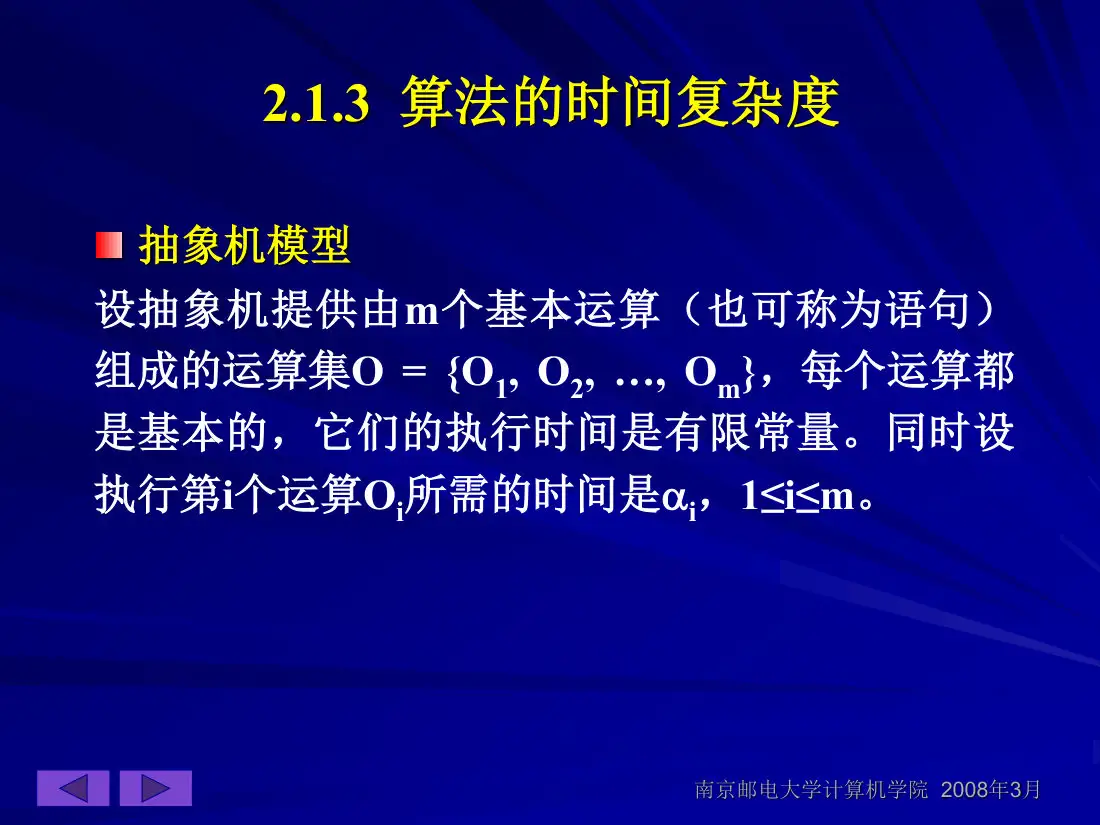 2.1.3 算法的时间复杂度
抽象机模型
设抽象机提供由m个基本运算（也可称为语句）
组成的运算集O = {O1, O2, …, Om}，每个运算都
是基本的，它们的执行时间是有限常量。同时设
执行第i个运算Oi所需的时间是αi，1≤i≤m。
南京邮电大学计算机学院 2008年3月